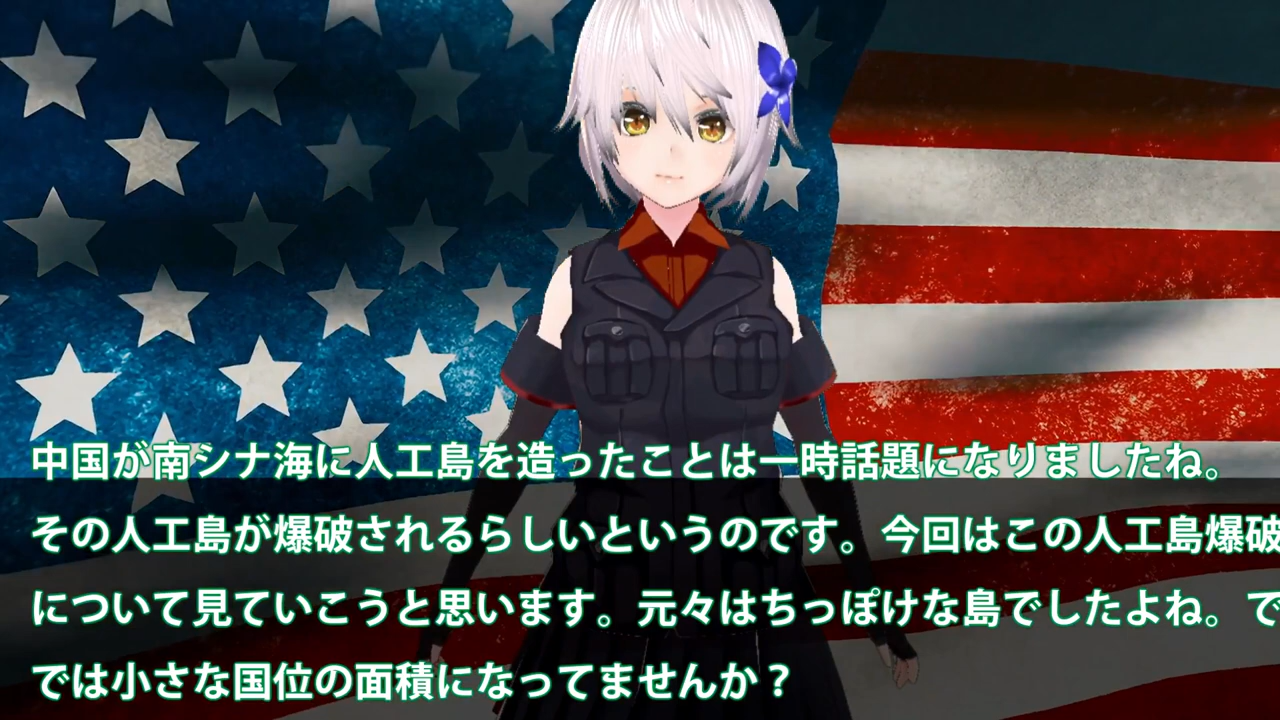 中国が南シナ海に人工島を造ったことは一時話題になりましたね。
その人工島が爆破されるらしいというのです。今回はこの人工島爆破
について見ていこうと思います。元々はちっぽけな島でしたよね。で
では小さな国位の面積になってませんか？